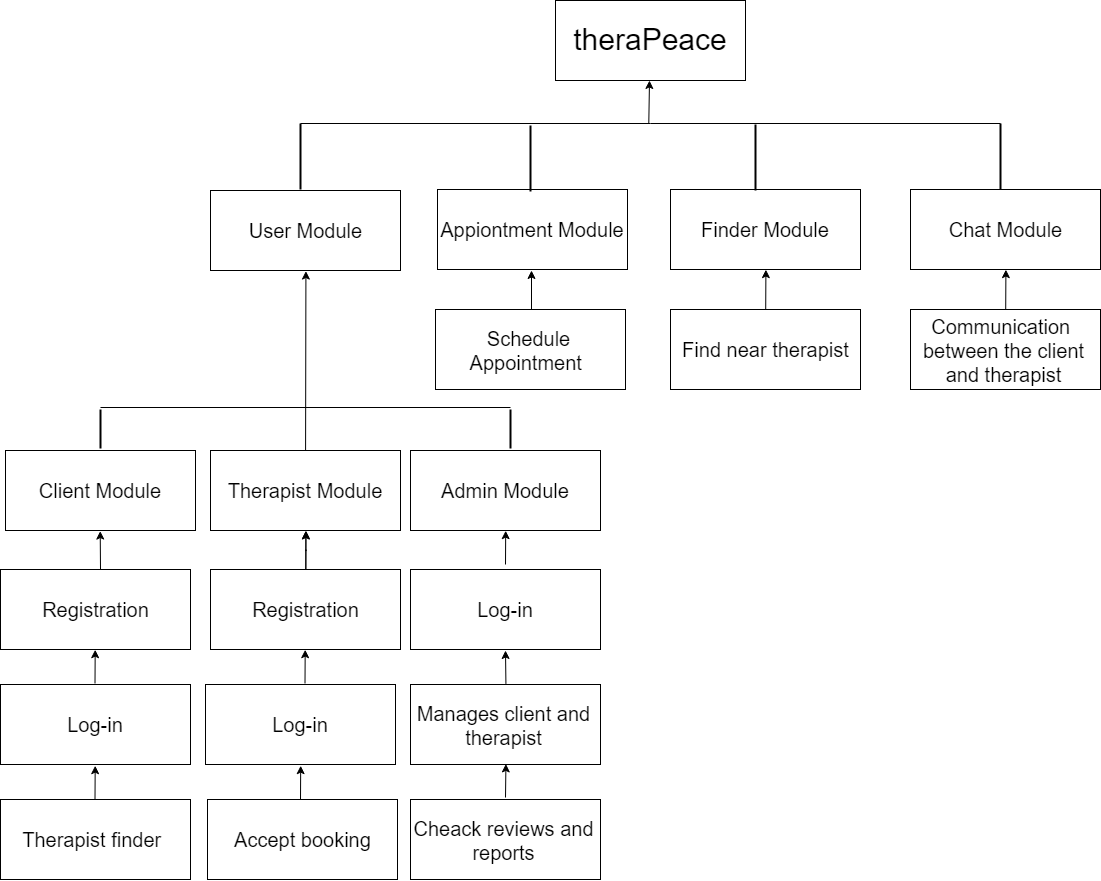 theraPeace
User Module
Appiontment Module
Finder Module
Chat Module
Schedule
Appointment
Find near therapist
Communication
between the client
and therapist
Client Module
Therapist Module
Admin Module
Registration
Registration
Log-in
Log-in
Log-in
Manages client and
therapist
Therapist finder
Accept booking
Cheack reviews and
reports